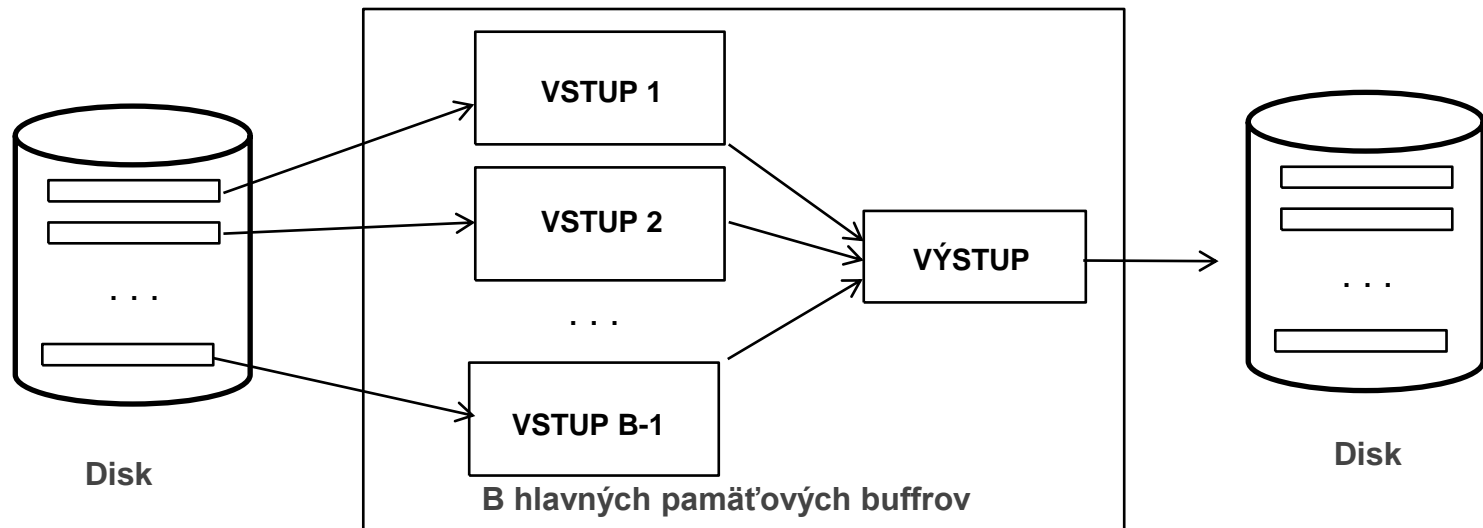 VSTUP 1
VSTUP 2
. . .
VSTUP B-1
VÝSTUP
. . .
. . .
Disk
B hlavných pamäťových buffrov
Disk